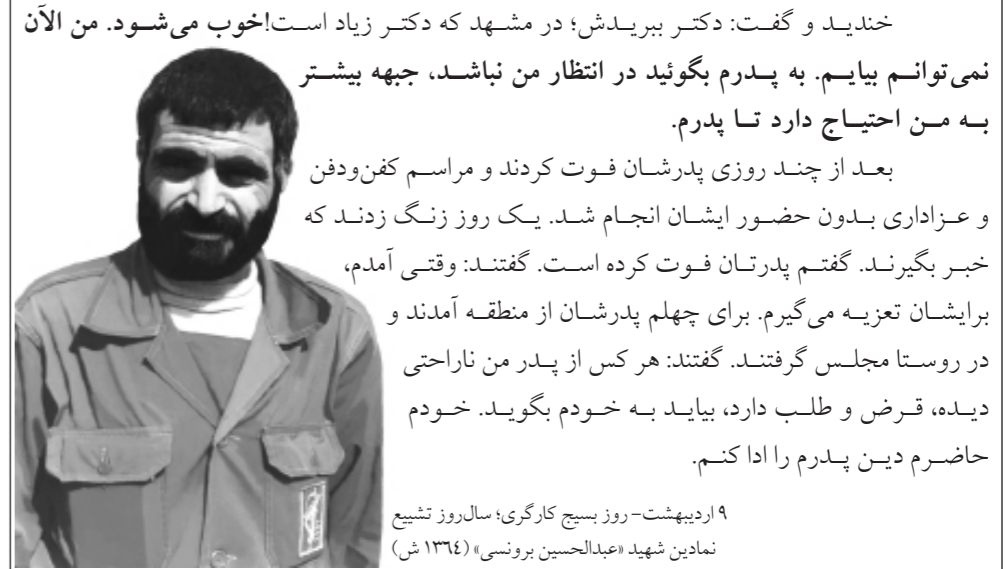 خندید و گفت: دکتر ببریدش؛ در مشهد که دکتر زیاد است!خوب می‌شود. من الآن
نمی‌توانم بیایم. به پدرم بگوئید در انتظار من نباشد، جبهه بیشتر
به من احتیاج دارد تا پدرم.
بعد از چند روزی پدرشان فوت کردند و مراسم کفن‌ودفن
و عزاداری بدون حضور ایشان انجام شد. یک روز زنگ زدند که
خبر بگیرند. گفتم پدرتان فوت کرده است. گفتند: وقتی آمدم،
برایشان تعزیه می‌گیرم. برای چهلم پدرشان از منطقه آمدند و
در روستا مجلس گرفتند. گفتند: هر کس از پدر من ناراحتی
دیده، قرض و طلب دارد، بیاید به خودم بگوید. خودم
حاضرم دین پدرم را ادا کنم.
۹ اردیبهشت- روز بسیج کارگری؛ سال‌روز تشییع
نمادین شهید «عبدالحسین برونسی» (۱۳٦٤ ش)